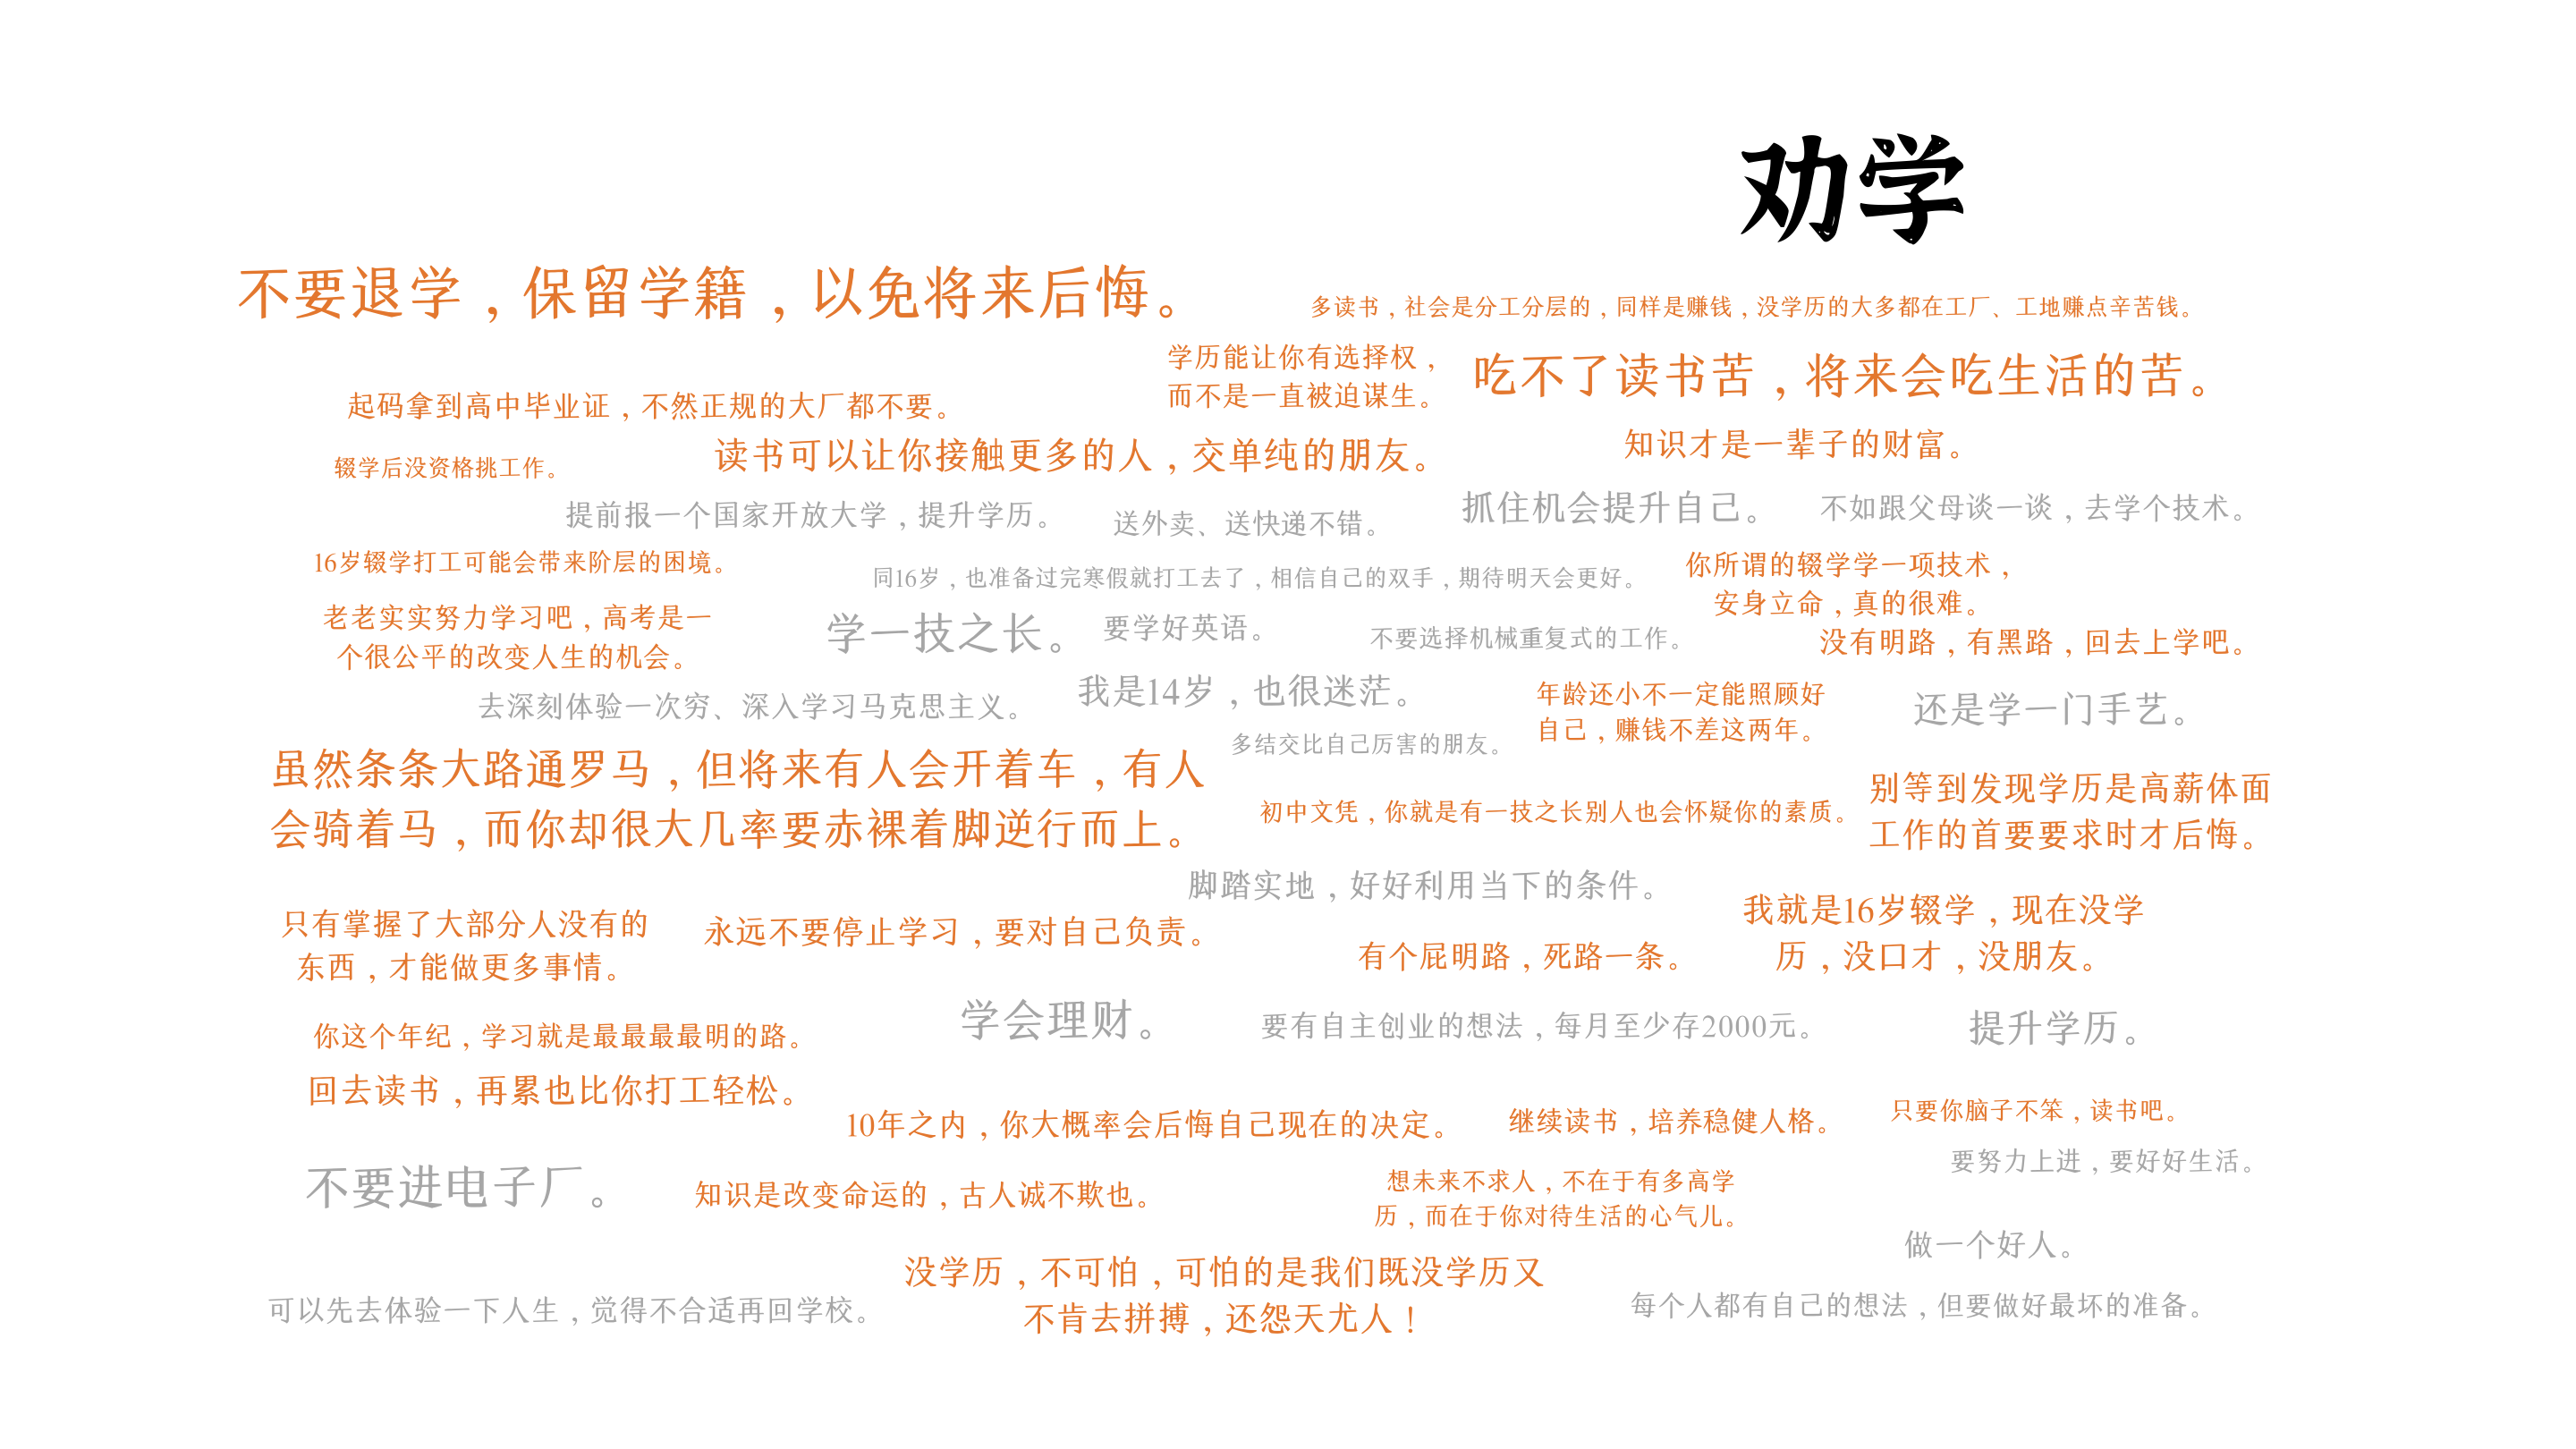 劝学
不要退学，保留学籍，以免将来后悔。
多读书，社会是分工分层的，同样是赚钱，没学历的大多都在工厂、工地赚点辛苦钱。
学历能让你有选择权，
而不是一直被迫谋生。
吃不了读书苦，将来会吃生活的苦。
起码拿到高中毕业证，不然正规的大厂都不要。
读书可以让你接触更多的人，交单纯的朋友。
知识才是一辈子的财富。
辍学后没资格挑工作。
提前报一个国家开放大学，提升学历。
送外卖、送快递不错。
抓住机会提升自己。
不如跟父母谈一谈，去学个技术。
16岁辍学打工可能会带来阶层的困境。
同16岁，也准备过完寒假就打工去了，相信自己的双手，期待明天会更好。
你所谓的辍学学一项技术，
安身立命，真的很难。
老老实实努力学习吧，高考是一
个很公平的改变人生的机会。
学一技之长。
要学好英语。
不要选择机械重复式的工作。
没有明路，有黑路，回去上学吧。
去深刻体验一次穷、深入学习马克思主义。
我是14岁，也很迷茫。
年龄还小不一定能照顾好
自己，赚钱不差这两年。
还是学一门手艺。
多结交比自己厉害的朋友。
虽然条条大路通罗马，但将来有人会开着车，有人
会骑着马，而你却很大几率要赤裸着脚逆行而上。
初中文凭，你就是有一技之长别人也会怀疑你的素质。
别等到发现学历是高薪体面
工作的首要要求时才后悔。
脚踏实地，好好利用当下的条件。
只有掌握了大部分人没有的
东西，才能做更多事情。
永远不要停止学习，要对自己负责。
有个屁明路，死路一条。
我就是16岁辍学，现在没学
历，没口才，没朋友。
你这个年纪，学习就是最最最最明的路。
学会理财。
要有自主创业的想法，每月至少存2000元。
提升学历。
回去读书，再累也比你打工轻松。
10年之内，你大概率会后悔自己现在的决定。
继续读书，培养稳健人格。
只要你脑子不笨，读书吧。
不要进电子厂。
知识是改变命运的，古人诚不欺也。
想未来不求人，不在于有多高学
历，而在于你对待生活的心气儿。
要努力上进，要好好生活。
做一个好人。
可以先去体验一下人生，觉得不合适再回学校。
没学历，不可怕，可怕的是我们既没学历又
不肯去拼搏，还怨天尤人！
每个人都有自己的想法，但要做好最坏的准备。